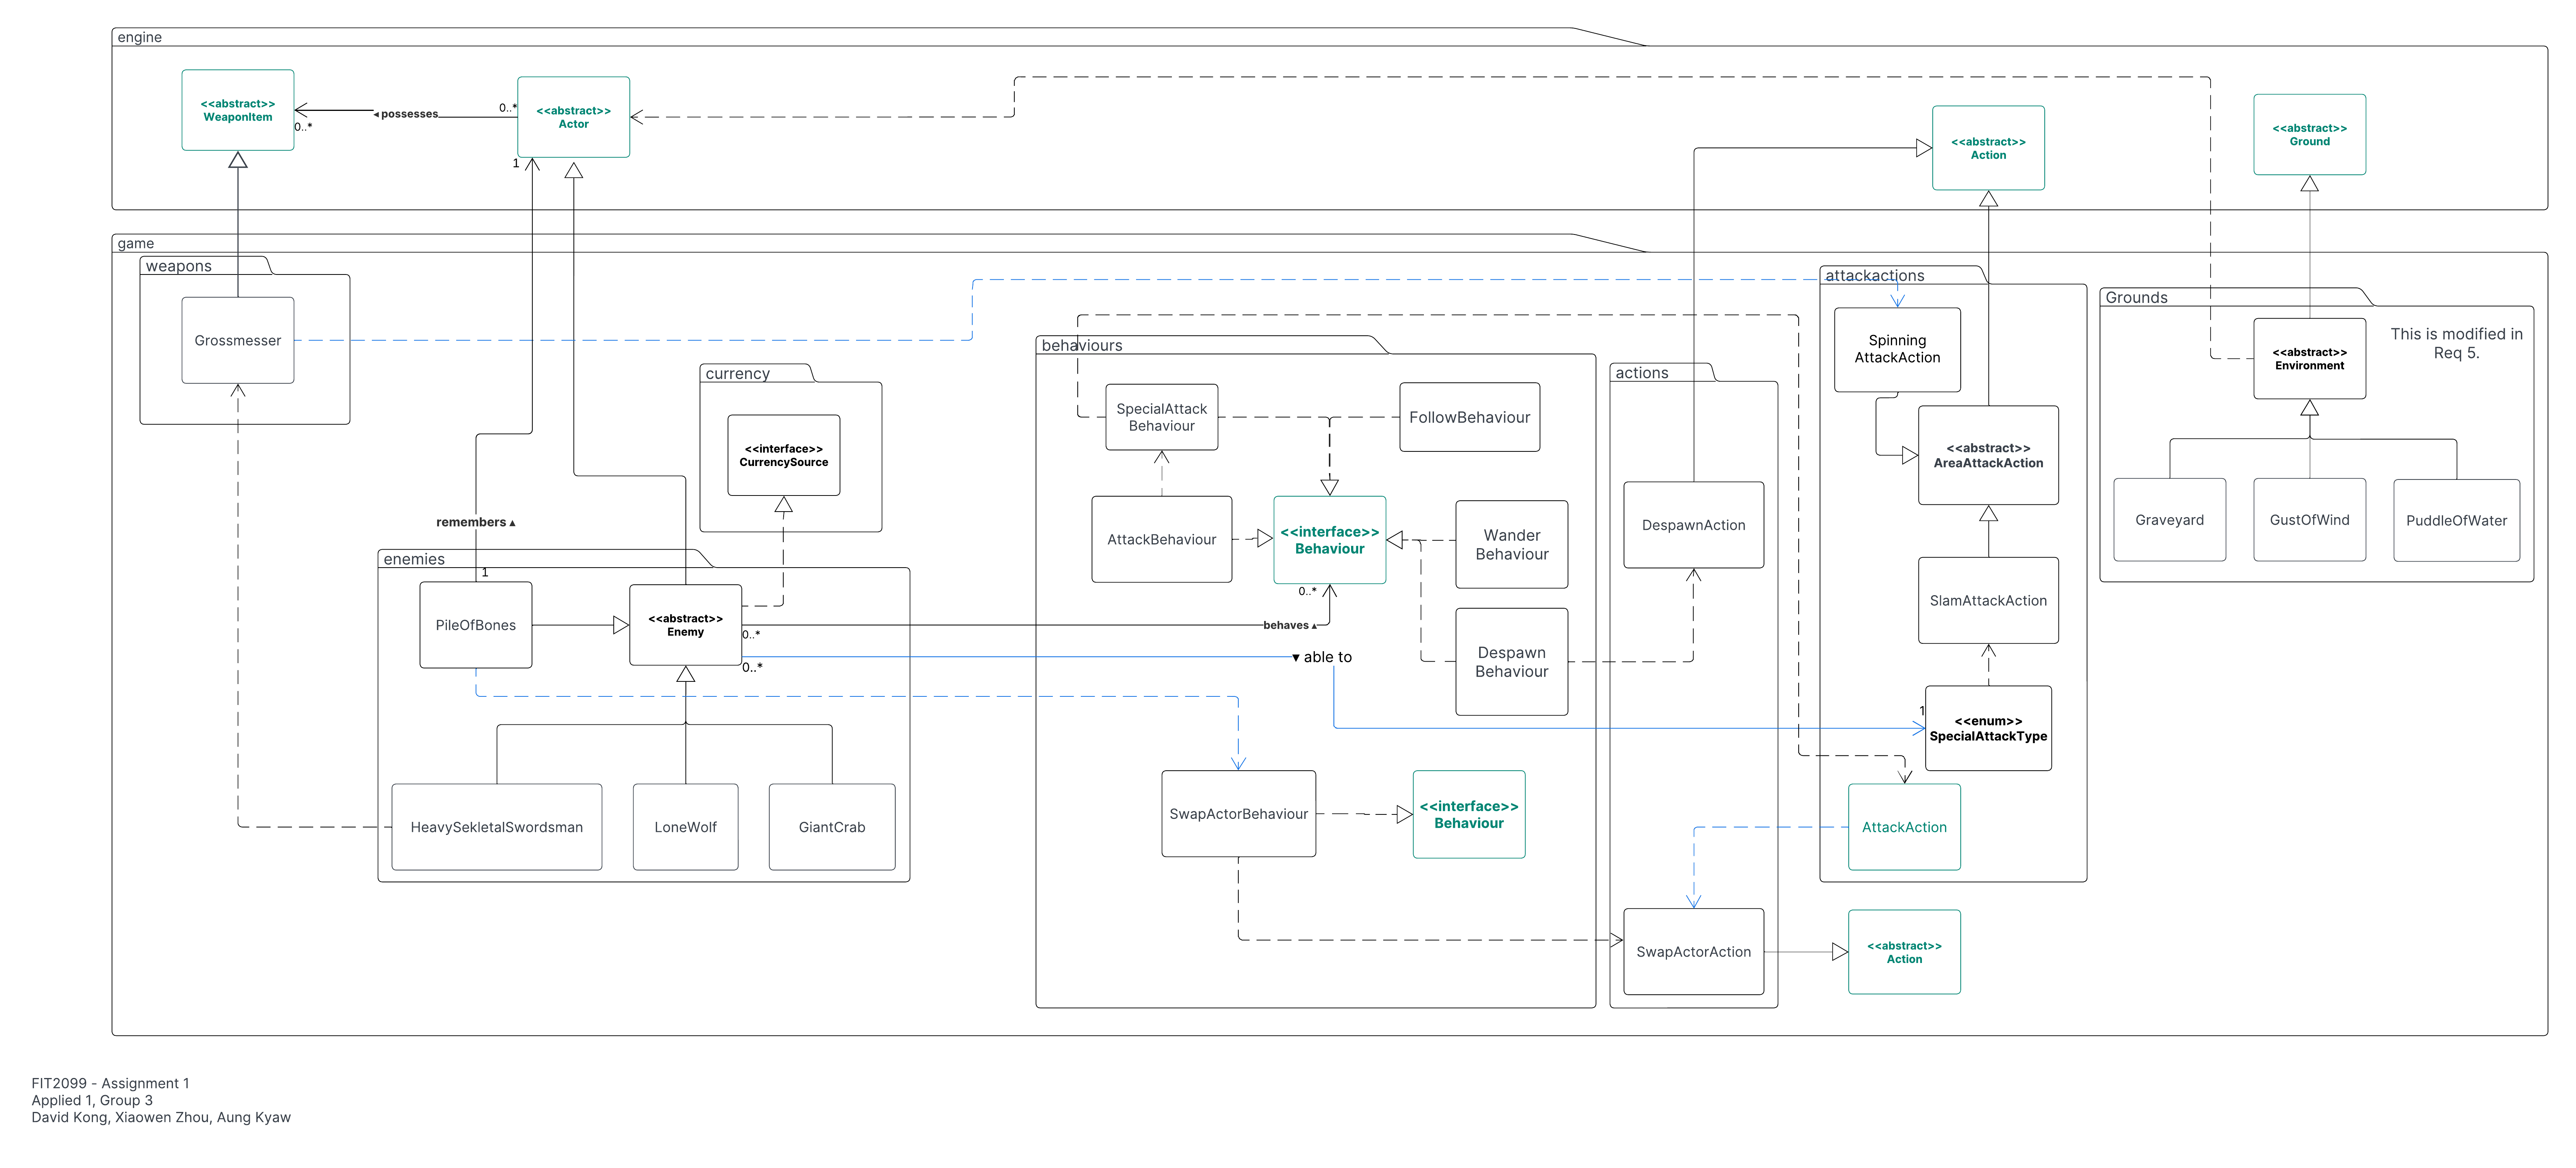 engine
<<abstract>>
WeaponItem
0..*
◂ possesses
0..*
<<abstract>>
Actor
1
<<abstract>>
Action
<<abstract>>
Ground
game
weapons
Grossmesser
currency
<<interface>>
CurrencySource
remembers ▴
enemies
1
PileOfBones
<<abstract>>
Enemy
0..*
0..*
HeavySekletalSwordsman
LoneWolf
GiantCrab
behaviours
SpecialAttack
Behaviour
FollowBehaviour
AttackBehaviour
<<interface>>
Behaviour
Wander
Behaviour
0..*
behaves ▴
▾ able to
Despawn
Behaviour
SwapActorBehaviour
<<interface>>
Behaviour
actions
DespawnAction
SwapActorAction
attackactions
Spinning
AttackAction
<<abstract>>
AreaAttackAction
SlamAttackAction
1
<<enum>>
SpecialAttackType
AttackAction
<<abstract>>
Action
Grounds
<<abstract>>
Environment
This is modified in
Req 5.
Graveyard
GustOfWind
PuddleOfWater
FIT2099 - Assignment 1
Applied 1, Group 3
David Kong, Xiaowen Zhou, Aung Kyaw